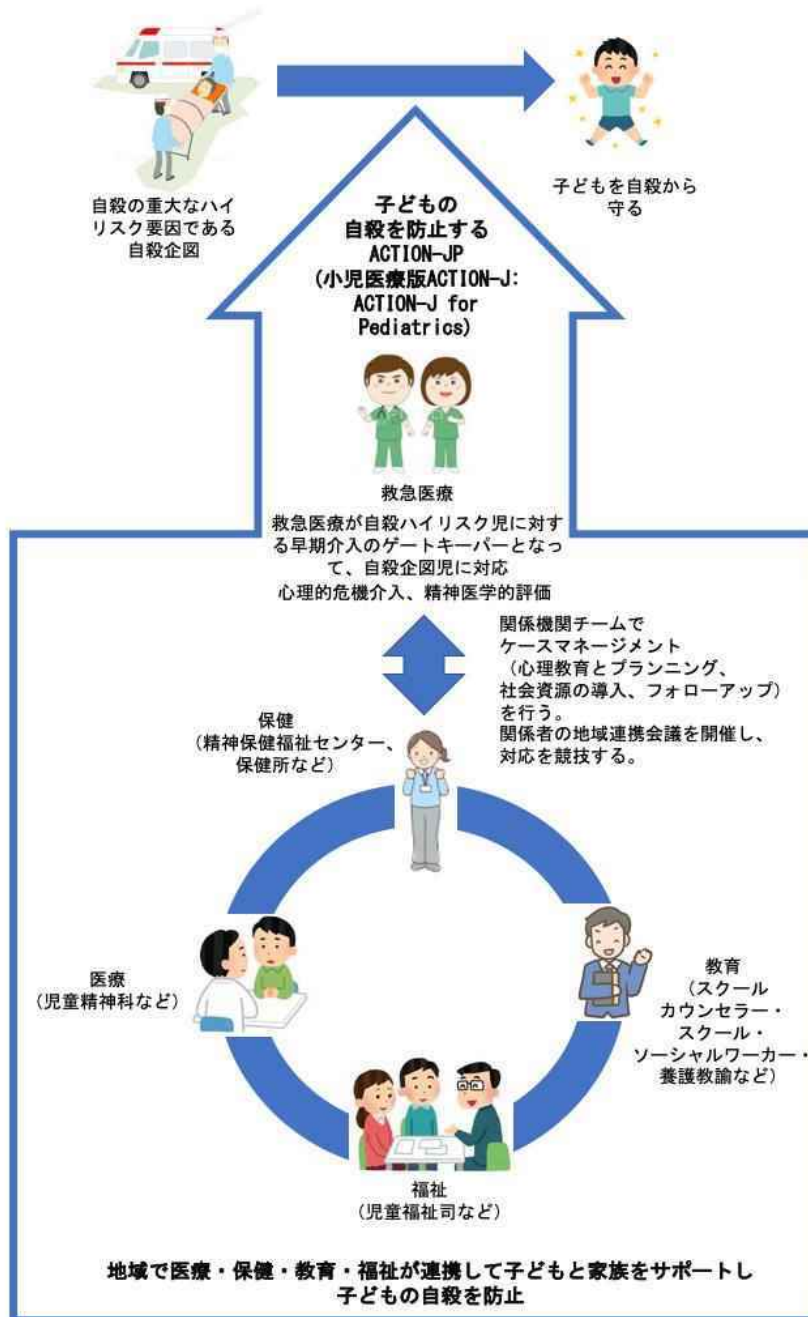 自殺の重大なハイ
リスク要因である
自殺企図
子どもを自殺から
守る
子どもの
自殺を防止する
ACTION-JP
(小児医療版ACTION-J:
ACTION-J for
Pediatrics)
救急医療
救急医療が自殺ハイリスク児に対す
る早期介入のゲートキーパーとなっ
て、自殺企図児に対応
心理的危機介入、精神医学的評価
関係機関チームで
ケースマネージメント
(心理教育とプランニング、
社会資源の導入、フォローアップ)
を行う。
関係者の地域連携会議を開催し、
対応を競技する。
保健
(精神保健福祉センター、
保健所など)
医療
(児童精神科など)
教育
(スクール
カウンセラー・
スクール・
ソーシャルワーカー・
養護教諭など)
福祉
(児童福祉司など)
地域で医療・保健・教育・福祉が連携して子どもと家族をサポートし
子どもの自殺を防止